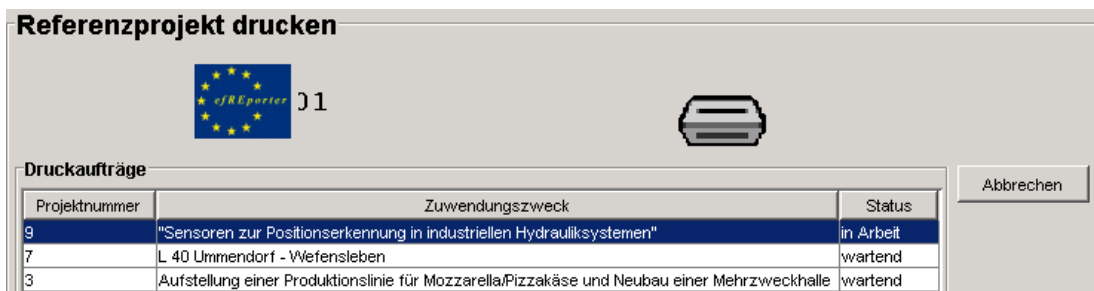 Referenzprojekt drucken
efREporter 01
Druckaufträge
Abbrechen
Projektnummer Zuwendungszweck Status
9 "Sensoren zur Positionserkennung in industriellen Hydrauliksystemen" in Arbeit
7 L 40 Ummendorf - Wefensleben wartend
3 Aufstellung einer Produktionslinie für Mozzarella/Pizzakäse und Neubau einer Mehrzweckhalle wartend